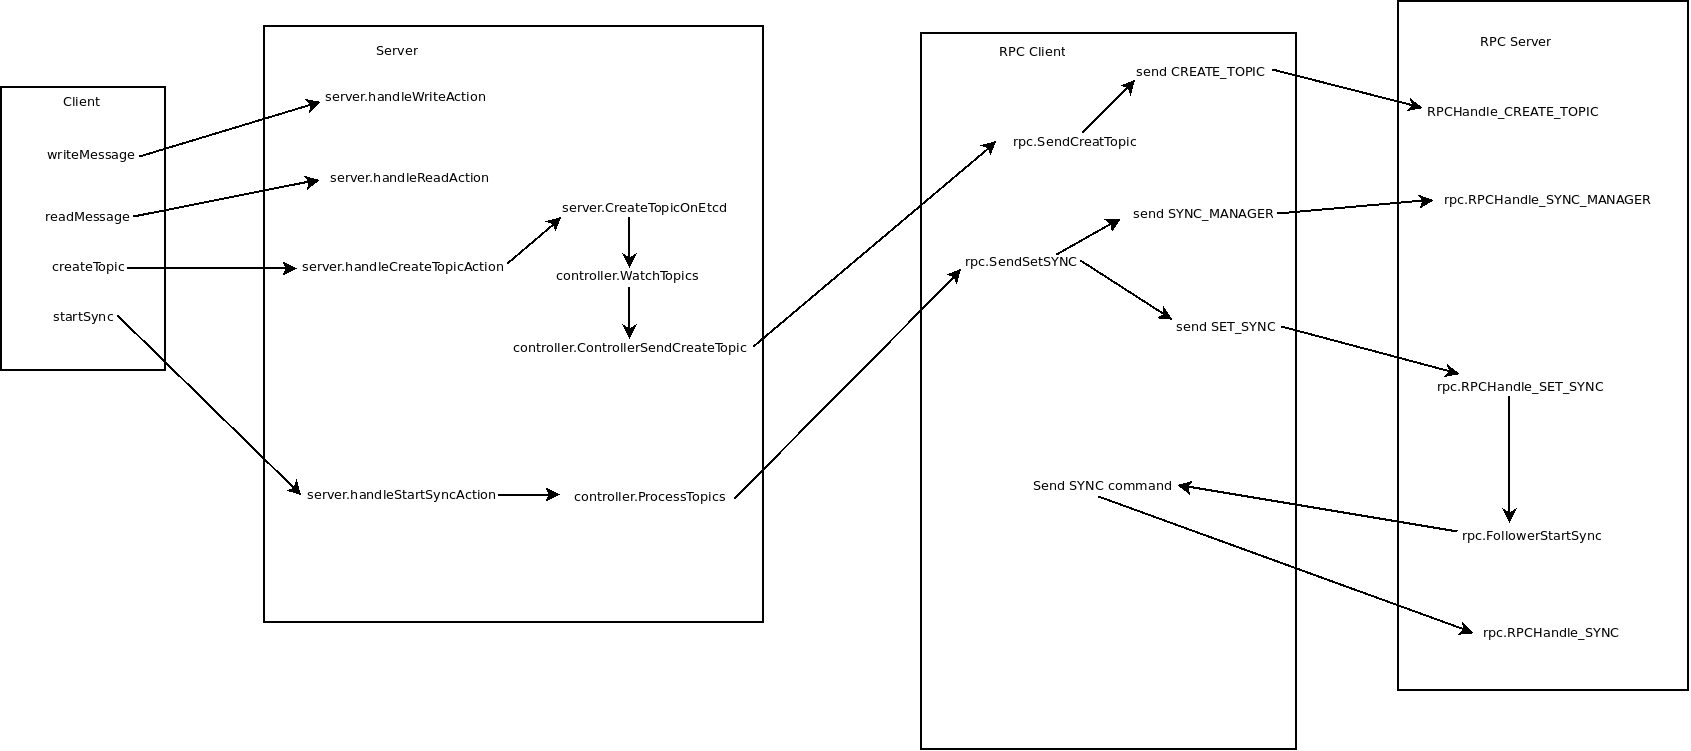 Client
writeMessage
readMessage
createTopic
startSync
Server
server.handleWriteAction
server.handleReadAction
server.handleCreateTopicAction
server.CreateTopicOnEtcd
controller.WatchTopics
controller.ControllerSendCreateTopic
server.handleStartSyncAction
controller.ProcessTopics
RPC Client
send CREATE_TOPIC
rpc.SendCreatTopic
send SYNC_MANAGER
rpc.SendSetSYNC
send SET_SYNC
Send SYNC command
RPC Server
RPCHandle_CREATE_TOPIC
rpc.RPCHandle_SYNC_MANAGER
rpc.RPCHandle_SET_SYNC
rpc.FollowerStartSync
rpc.RPCHandle_SYNC